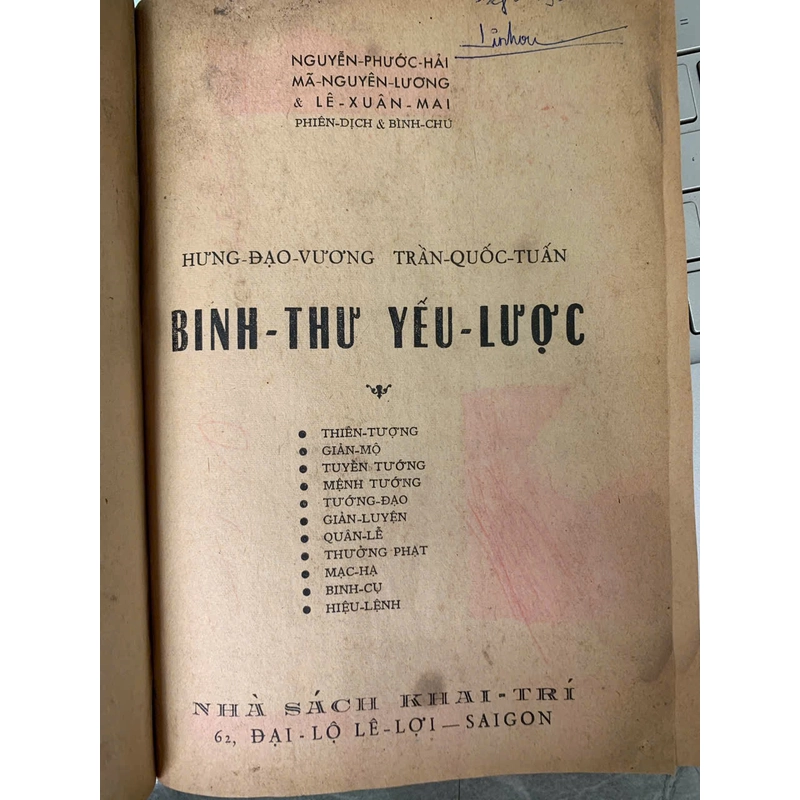 NGUYỄN-PHƯỚC-HẢI
MÃ-NGUYÊN-LƯƠNG
& LÊ-XUÂN-MAI
PHIÊN-DỊCH & BÌNH-CHÚ
HƯNG-ĐẠO-VƯƠNG TRẦN-QUỐC-TUẤN
BINH-THƯ YẾU-LƯỢC
● THIÊN-TƯỢNG
● GIẢN-MỘ
● TUYỂN TƯỚNG
● MỆNH TƯỚNG
● TƯỚNG-ĐẠO
● GIẢN-LUYỆN
● QUÂN-LỄ
● THƯỞNG PHẠT
● MẠC-HẠ
● BINH-CỤ
● HIỆU-LỆNH
NHÀ SÁCH KHAI-TRÍ
62, ĐẠI-LỘ LÊ-LỢI — SAIGON